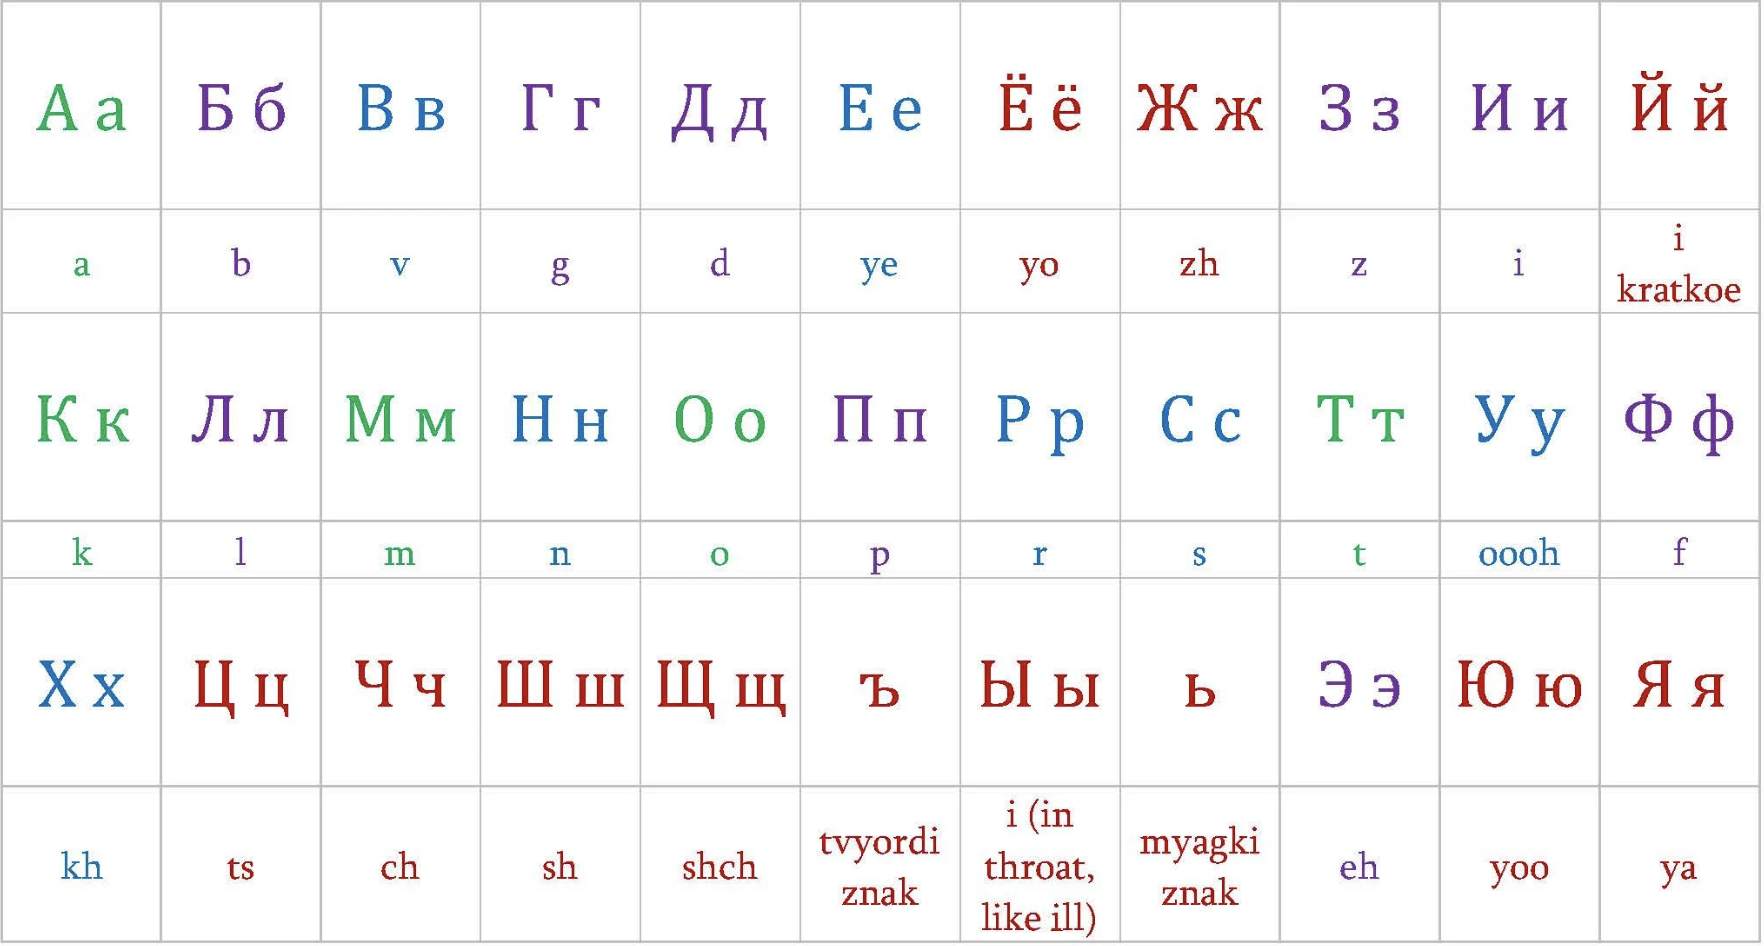 А а Б б В в Г г Д д Е е Ё ё Ж ж З з И и Й й
a b v g d ye yo zh z i i
kratkoe
К к Л л М м Н н О о П п Р р С с Т т У у Ф ф
k l m n o p r s t oooh f
Х х Ц ц Ч ч Ш ш Щ щ ъ Ы ы ь Э э Ю ю Я я
kh ts ch sh shch tvyordi
znak i (in
throat,
like ill) myagki
znak eh yoo ya